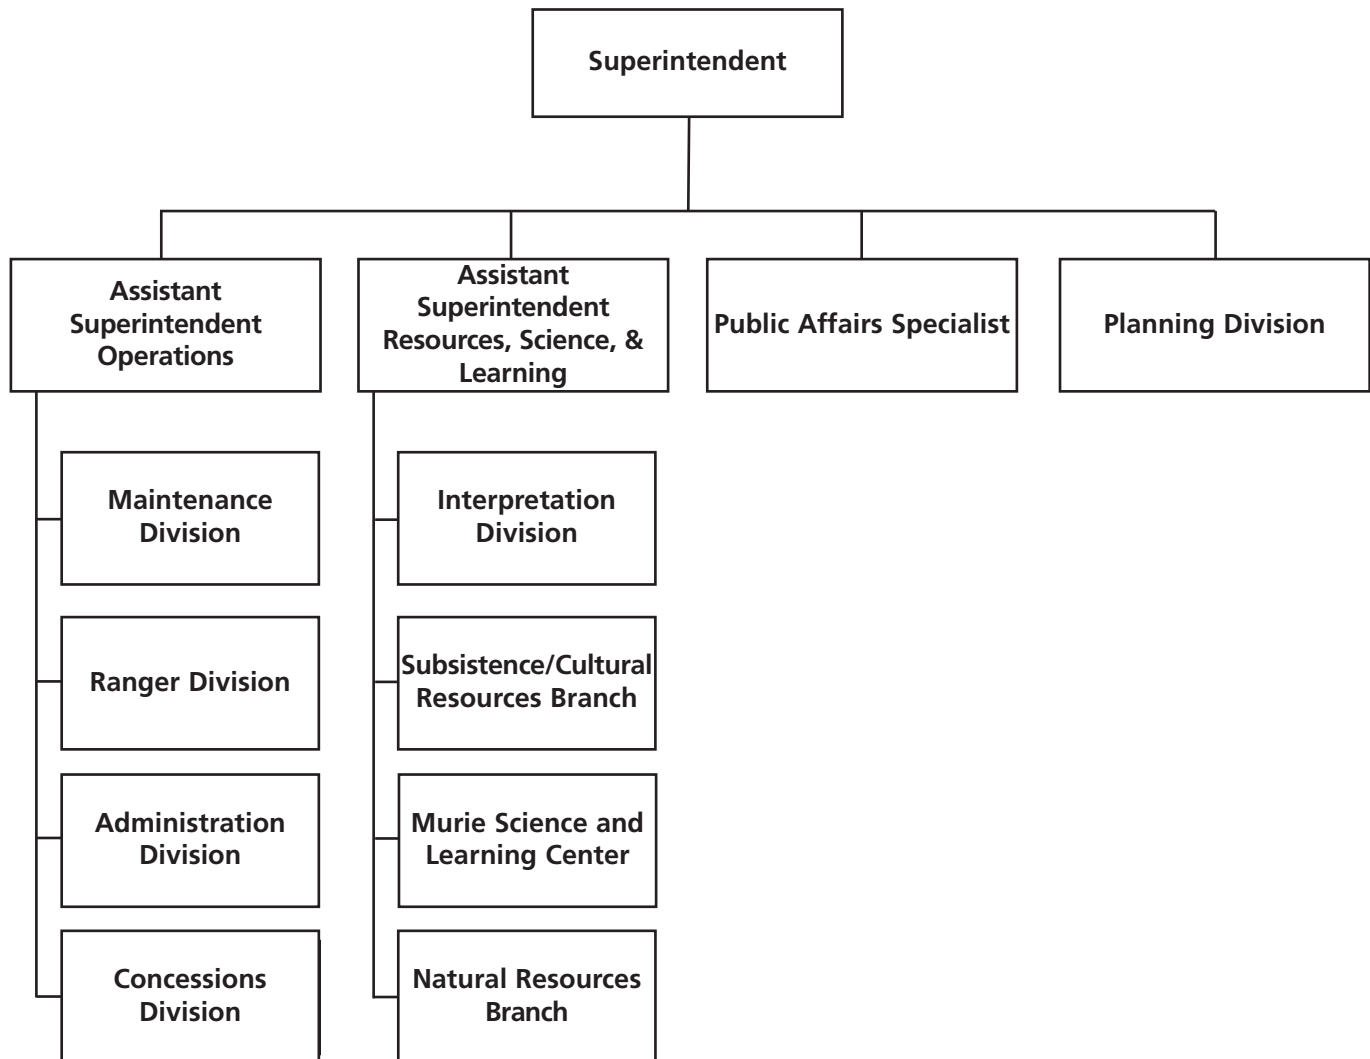 Superintendent
Assistant
Superintendent
Operations
Assistant
Superintendent
Resources, Science, &
Learning
Public Affairs Specialist
Planning Division
Maintenance
Division
Ranger Division
Administration
Division
Concessions
Division
Interpretation
Division
Subsistence/Cultural
Resources Branch
Murie Science and
Learning Center
Natural Resources
Branch